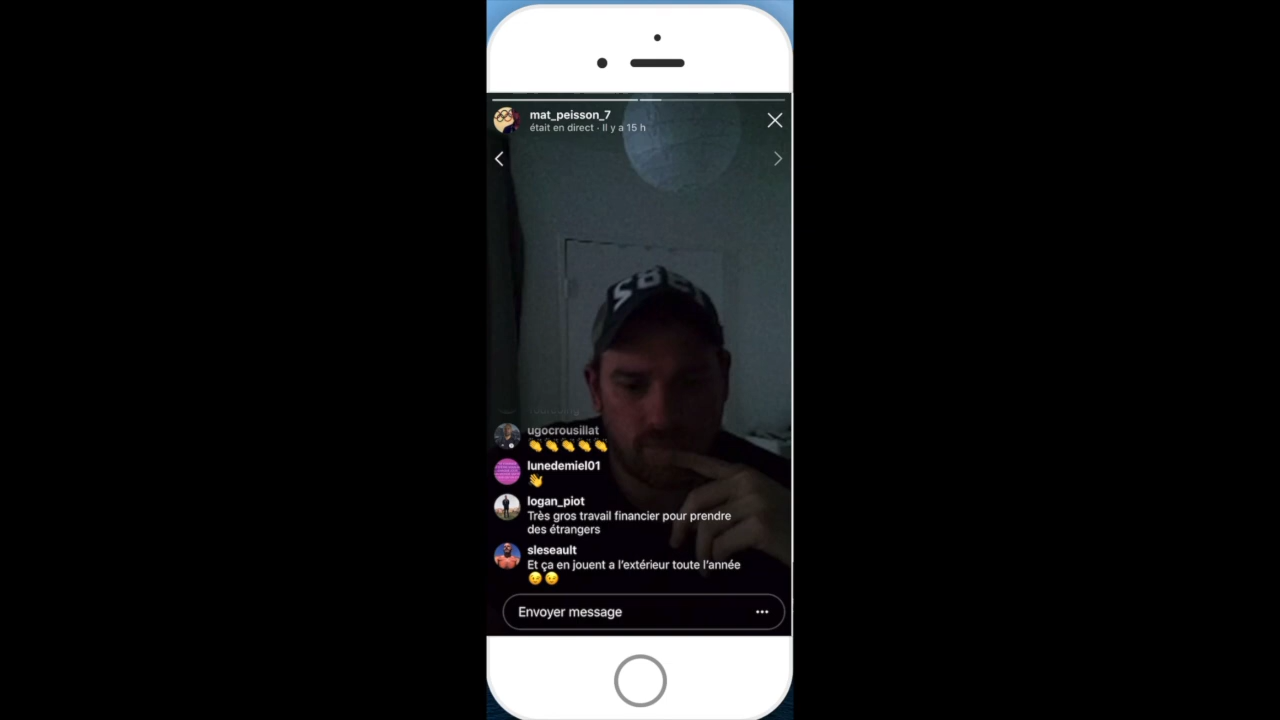 mat_peisson_7
était en direct · Il y a 15 h
ugocrousillat
👏👏👏👏👏
lunedemiel01
👋
logan_piot
Très gros travail financier pour prendre
des étrangers
sleseault
Et ça en jouent a l’extérieur toute l’année
😉😉
Envoyer message